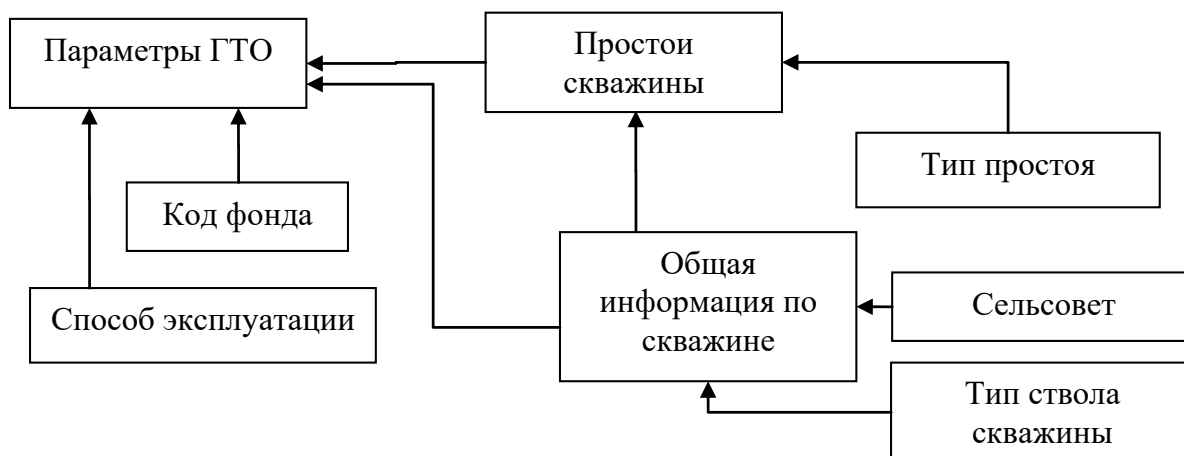 Параметры ГТО
Простои
скважины
Тип простоя
Код фонда
Общая
информация по
скважине
Способ эксплуатации
Сельсовет
Тип ствола
скважины